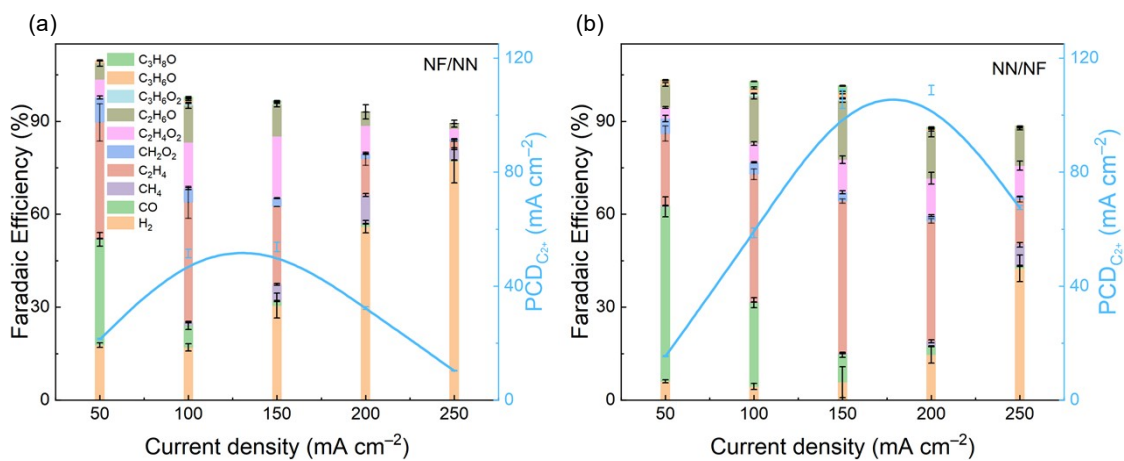 (a)
NF/NN
C₃H₈O
C₃H₆O
C₃H₆O₂
C₂H₆O
C₂H₄O₂
CH₂O₂
C₂H₄
CH₄
CO
H₂
Faradaic Efficiency (%)
0
30
60
90
50 100 150 200 250
Current density (mA cm⁻²)
0
40
80
120
PCD_C₂₊ (mA cm⁻²)
(b)
NN/NF
Faradaic Efficiency (%)
0
30
60
90
50 100 150 200 250
Current density (mA cm⁻²)
0
40
80
120
PCD_C₂₊ (mA cm⁻²)